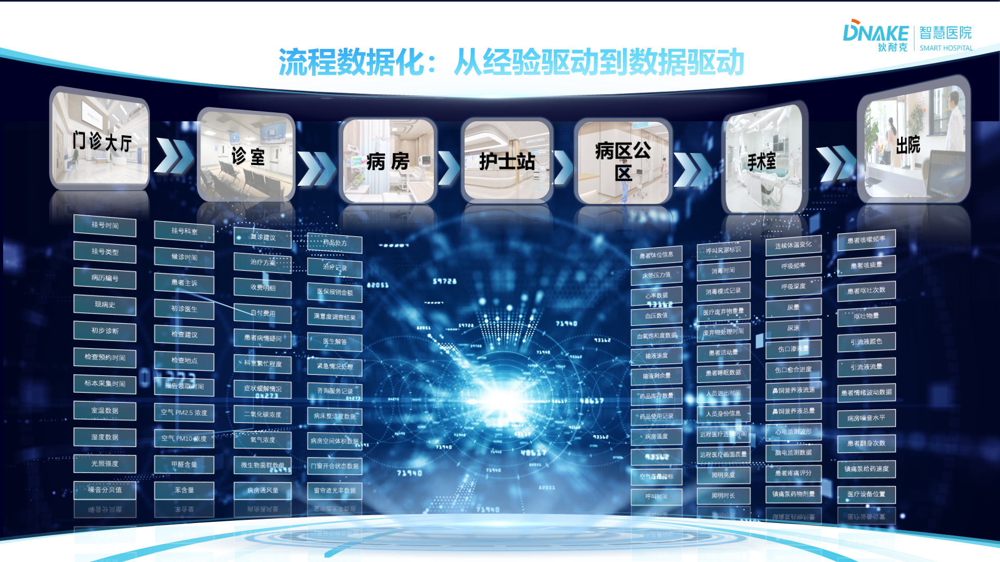 DNAKE
狄耐克
智慧医院
SMART HOSPITAL
流程数据化：从经验驱动到数据驱动
门诊大厅
诊室
病房
护士站
病区公
区
手术室
出院
挂号时间
挂号类型
病历编号
现病史
初步诊断
检查预约时间
标本采集时间
室温数据
湿度数据
光照强度
噪音分贝值
挂号科室
候诊时间
患者主诉
初诊医生
检查建议
检查地点
报告领取时间
空气 PM2.5 浓度
空气 PM10 浓度
甲醛含量
苯含量
复诊建议
治疗方案
收费明细
自付费用
患者病情疑问
科室繁忙程度
症状缓解情况
二氧化碳浓度
氧气浓度
微生物菌群数量
病房通风量
药品处方
治疗记录
医保报销金额
满意度调查结果
医生解答
紧急情况处理
咨询服务记录
病床整洁度数据
病房空间体积数据
门窗开合状态数据
窗帘遮光率数据
患者体位信息
床垫压力值
心率数据
血压数值
血氧饱和度数据
输液速度
输液剩余量
药品库存数量
药品使用记录
病房温度
空气质量指标
呼叫时间
呼叫来源标识
消毒时间
消毒模式记录
医疗废弃物重量
废弃物处理时间
患者活动量
患者睡眠数据
人员进出时间
人员身份信息
远程医疗连接时间
远程医疗画面质量
照明亮度
照明时长
连续体温变化
呼吸频率
呼吸深度
尿量
尿速
伤口渗液量
伤口愈合进度
鼻饲营养液流速
鼻饲营养液总量
心电监测波形
脑电监测数据
患者疼痛评分
镇痛泵药物剂量
患者咳嗽频率
患者咳痰量
患者呕吐次数
呕吐物量
引流液颜色
引流液流量
患者情绪波动数据
病房噪音水平
患者翻身次数
镇痛泵给药速度
医疗设备位置
82051
59728
93162
59728
82051
71940
93162
04273
48617
71940
26495
48617
71940
82051
71940